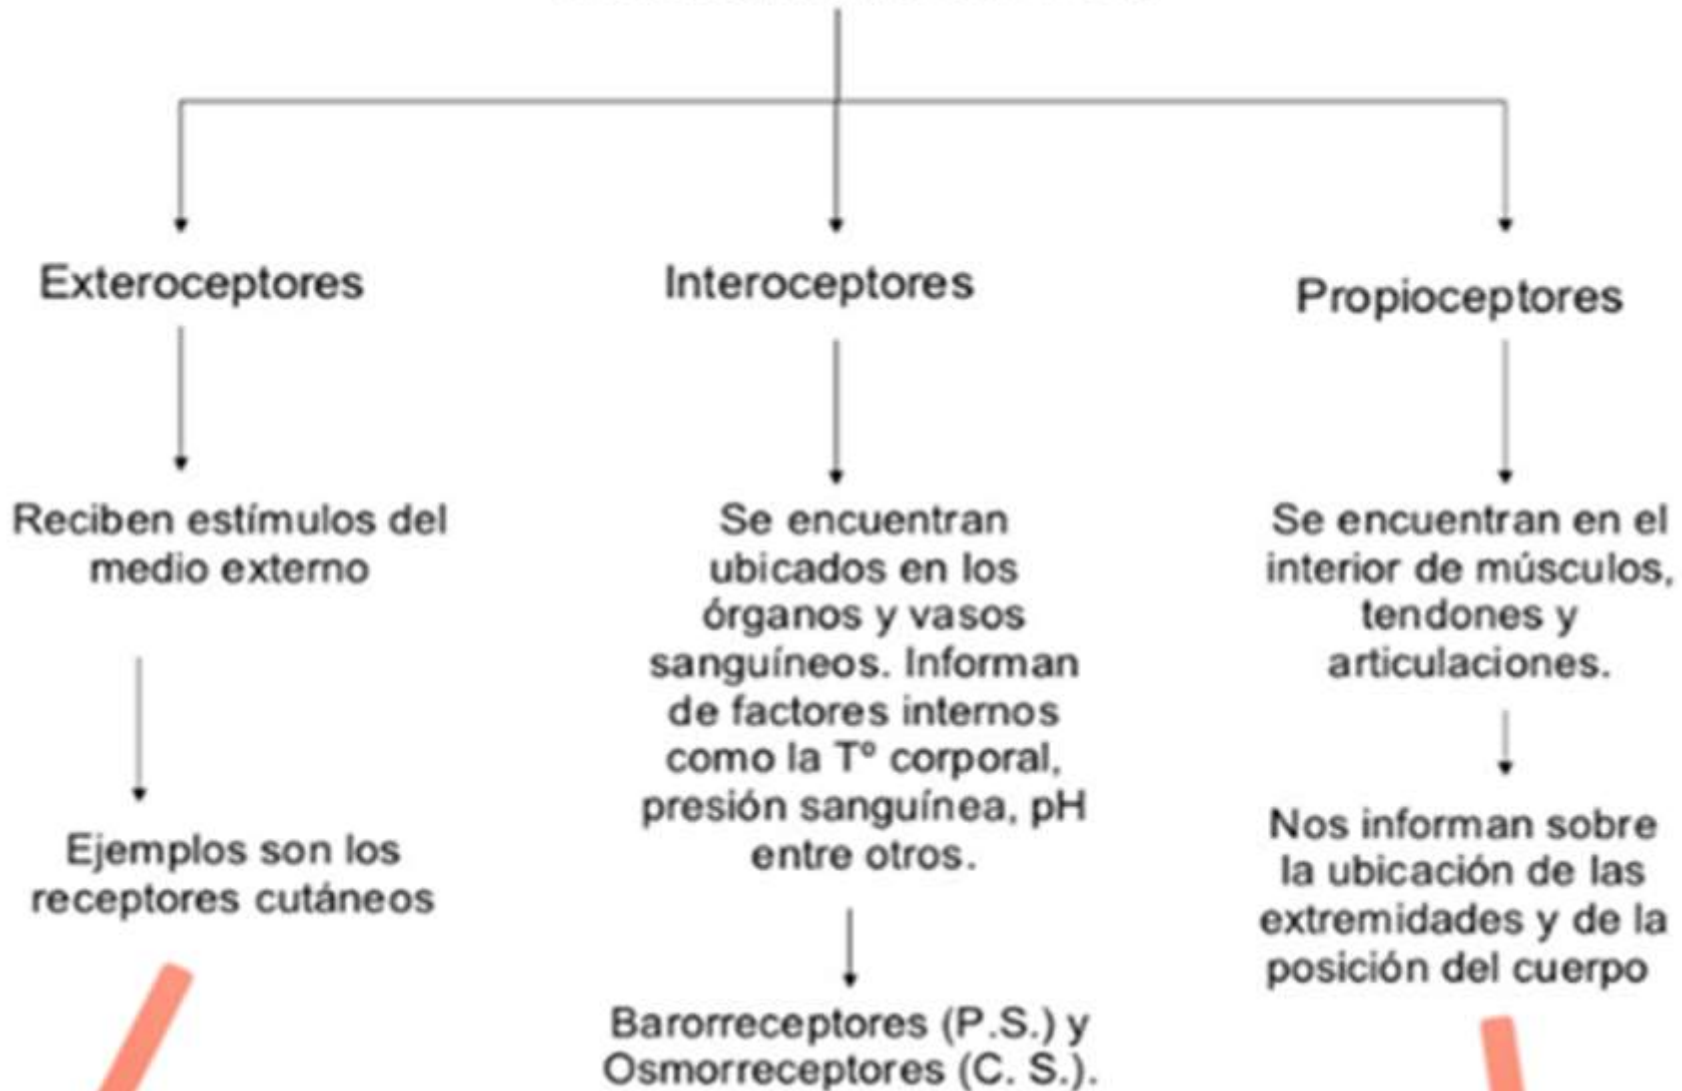 Exteroceptores
Interoceptores
Propioceptores
Reciben estímulos del
medio externo
Ejemplos son los
receptores cutáneos
Se encuentran
ubicados en los
órganos y vasos
sanguíneos. Informan
de factores internos
como la Tº corporal,
presión sanguínea, pH
entre otros.
Barorreceptores (P.S.) y
Osmorreceptores (C. S.).
Se encuentran en el
interior de músculos,
tendones y
articulaciones.
Nos informan sobre
la ubicación de las
extremidades y de la
posición del cuerpo